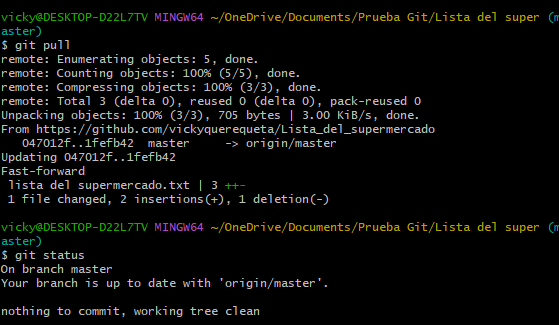 vicky@DESKTOP-D22L7TV MINGW64 ~/OneDrive/Documents/Prueba Git/Lista del super (m
aster)
$ git pull
remote: Enumerating objects: 5, done.
remote: Counting objects: 100% (5/5), done.
remote: Compressing objects: 100% (3/3), done.
remote: Total 3 (delta 0), reused 0 (delta 0), pack-reused 0
Unpacking objects: 100% (3/3), 705 bytes | 3.00 KiB/s, done.
From https://github.com/vickyquerequeta/Lista_del_supermercado
   047012f..1fefb42  master     -> origin/master
Updating 047012f..1fefb42
Fast-forward
 lista del supermercado.txt | 3 ++-
 1 file changed, 2 insertions(+), 1 deletion(-)
vicky@DESKTOP-D22L7TV MINGW64 ~/OneDrive/Documents/Prueba Git/Lista del super (m
aster)
$ git status
On branch master
Your branch is up to date with 'origin/master'.
nothing to commit, working tree clean